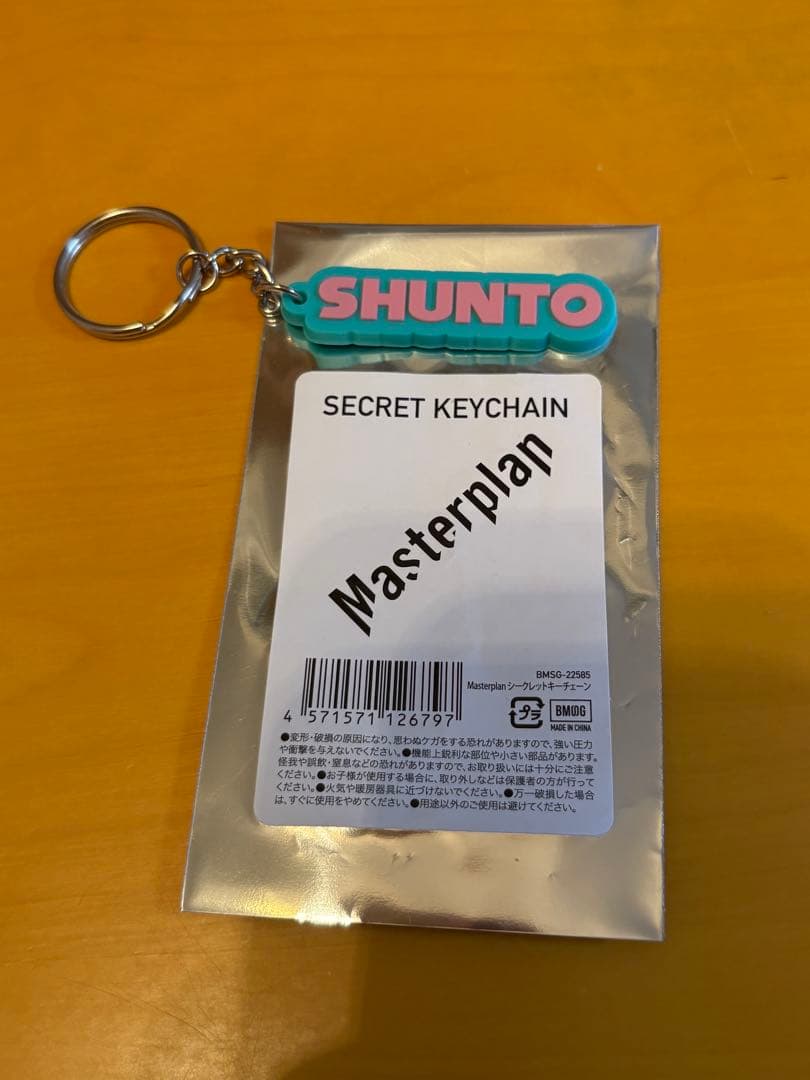 SHUNTO
SECRET KEYCHAIN
Masterplan
4 571571 126797
BMSG-22585
Masterplan シークレットキーチェーン
プラ
BMSG
MADE IN CHINA
●変形・破損の原因になり、思わぬケガをする恐れがありますので、強い圧力
や衝撃を与えないでください。●機能上鋭利な部位や小さい部品があります。
怪我や誤飲・窒息などの恐れがありますので、お取り扱いには十分にご注意
ください。●お子様が使用する場合に、取り外しなどは保護者の方が行って
ください。●火気や暖房器具に近づけないでください。●万一破損した場合
は、すぐに使用をやめてください。●用途以外のご使用は避けてください。